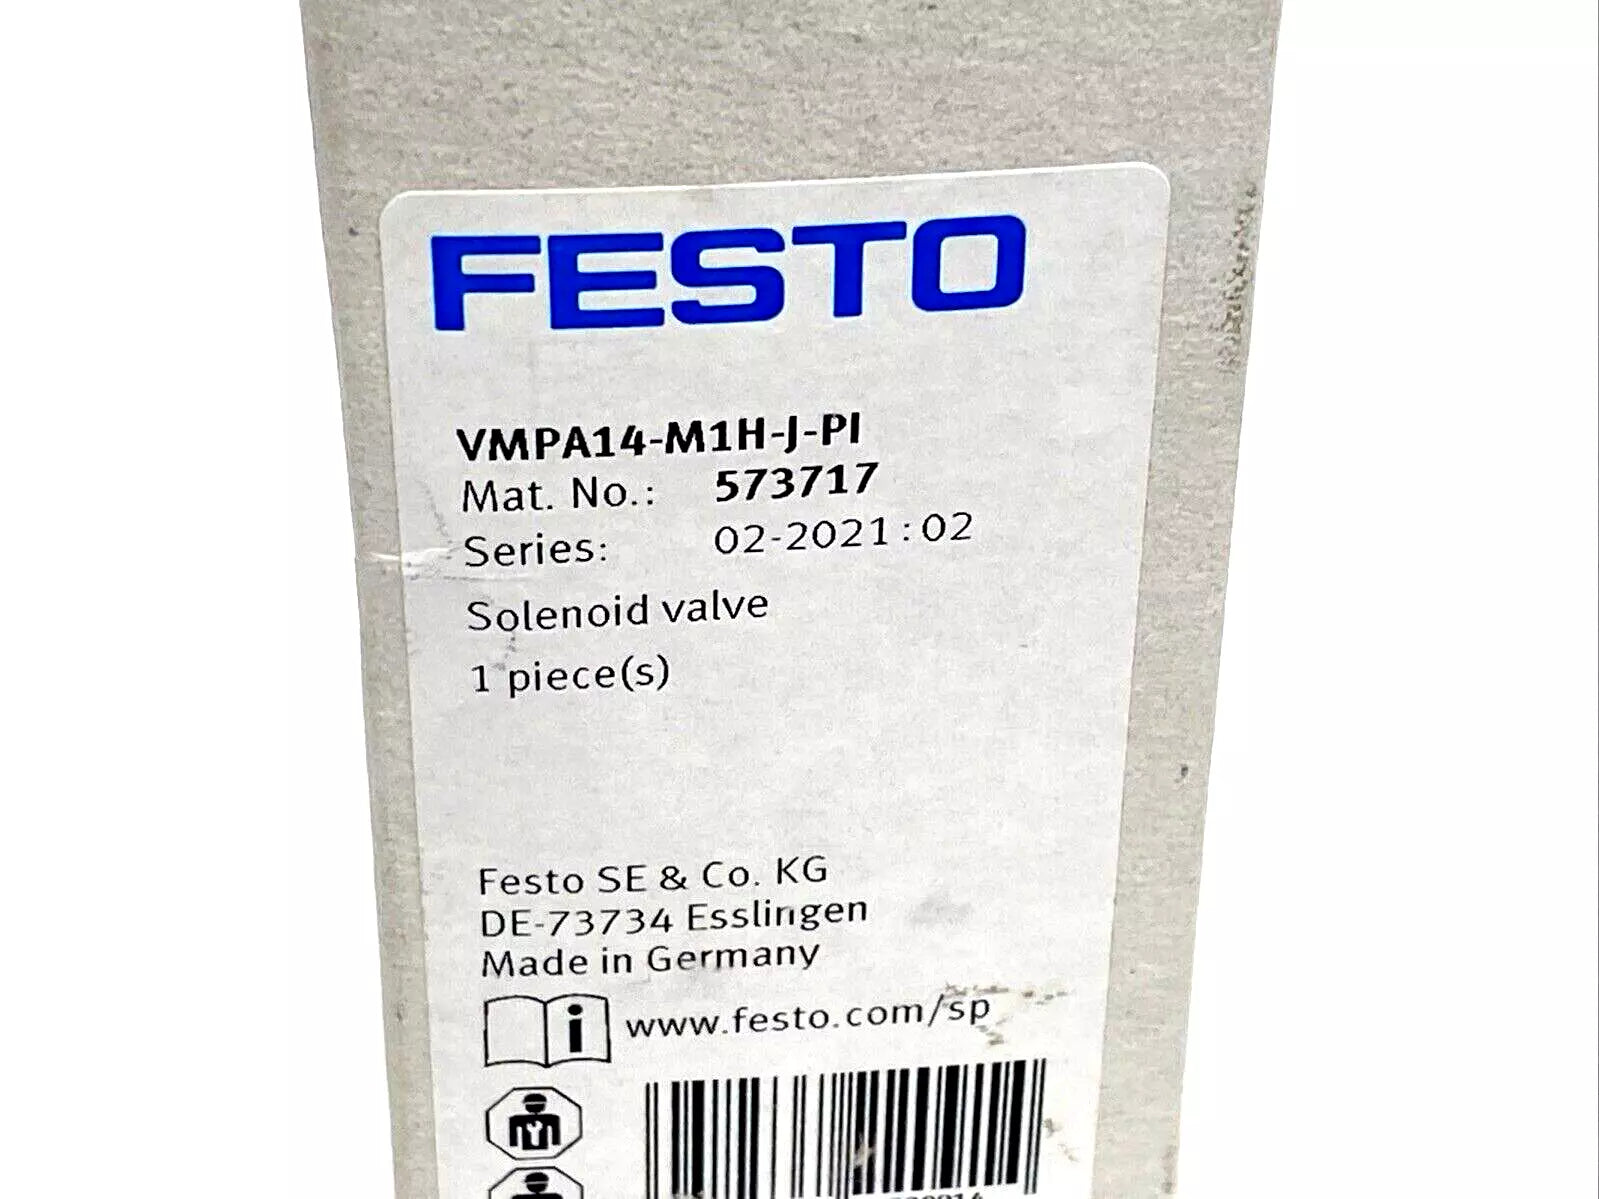 FESTO
VMPA14-M1H-J-PI
Mat. No.: 573717
Series: 02-2021:02
Solenoid valve
1 piece(s)
Festo SE & Co. KG
DE-73734 Esslingen
Made in Germany
i www.festo.com/sp